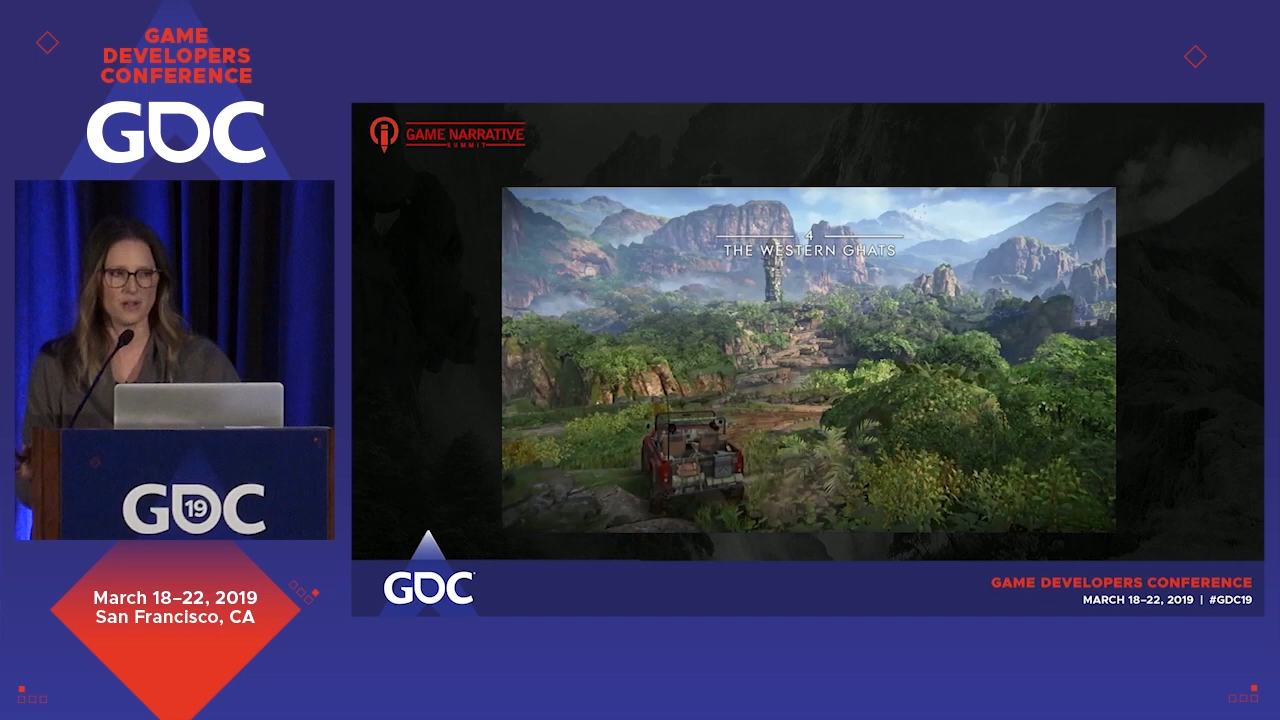 GAME
DEVELOPERS
CONFERENCE
GDC
GAME NARRATIVE
SUMMIT
4
THE WESTERN GHATS
GDC
19
March 18–22, 2019
San Francisco, CA
GDC
GAME DEVELOPERS CONFERENCE
MARCH 18–22, 2019 | #GDC19